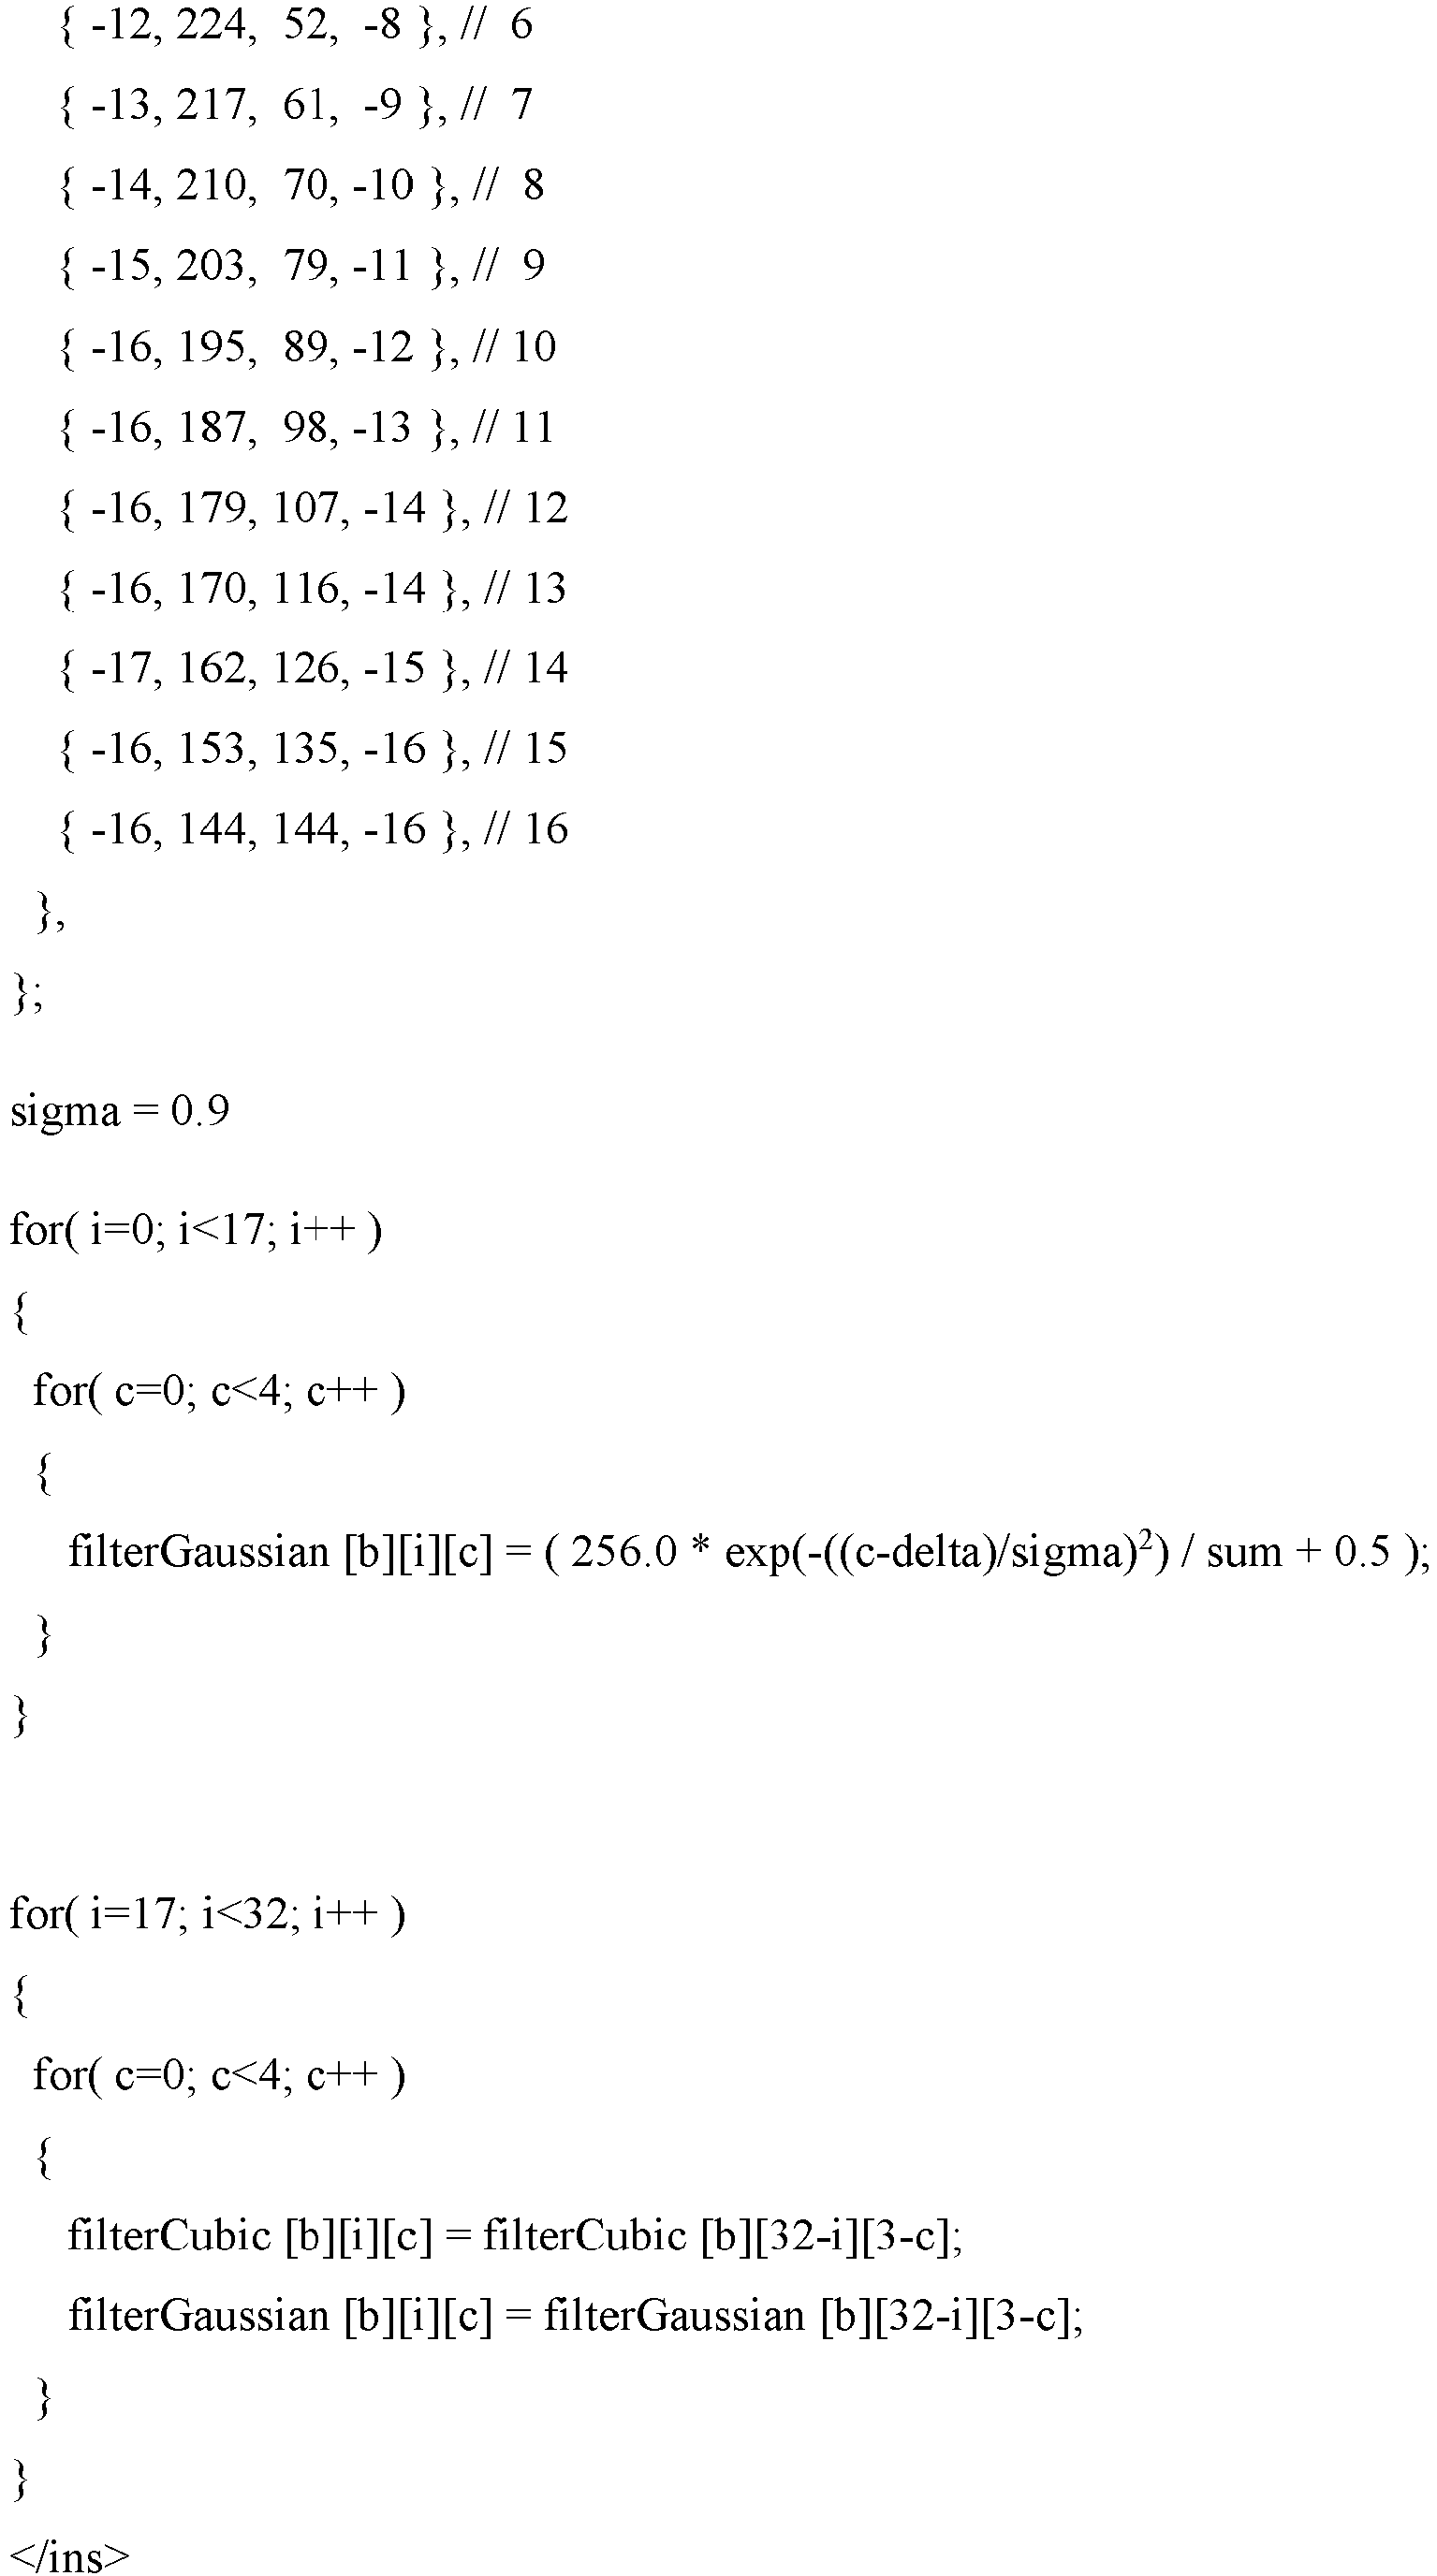 { -12, 224,  52,  -8 }, //  6
{ -13, 217,  61,  -9 }, //  7
{ -14, 210,  70, -10 }, //  8
{ -15, 203,  79, -11 }, //  9
{ -16, 195,  89, -12 }, // 10
{ -16, 187,  98, -13 }, // 11
{ -16, 179, 107, -14 }, // 12
{ -16, 170, 116, -14 }, // 13
{ -17, 162, 126, -15 }, // 14
{ -16, 153, 135, -16 }, // 15
{ -16, 144, 144, -16 }, // 16
},
};
sigma = 0.9
for( i=0; i<17; i++ )
{
for( c=0; c<4; c++ )
{
filterGaussian [b][i][c] = ( 256.0 * exp(-((c-delta)/sigma)²) / sum + 0.5 );
}
}
for( i=17; i<32; i++ )
{
for( c=0; c<4; c++ )
{
filterCubic [b][i][c] = filterCubic [b][32-i][3-c];
filterGaussian [b][i][c] = filterGaussian [b][32-i][3-c];
}
}
</ins>